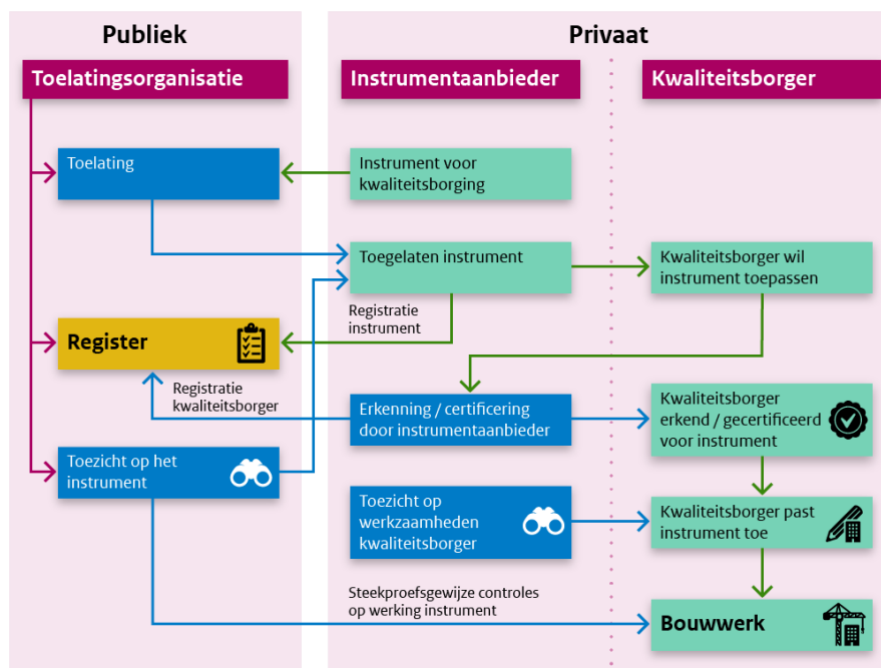 Publiek
Privaat
Toelatingsorganisatie
Instrumentaanbieder
Kwaliteitsborger
Toelating
Instrument voor
kwaliteitsborging
Toegelaten instrument
Kwaliteitsborger wil
instrument toepassen
Registratie
instrument
Register
Registratie
kwaliteitsborger
Erkenning / certificering
door instrumentaanbieder
Kwaliteitsborger
erkend / gecertificeerd
voor instrument
Toezicht op het
instrument
Toezicht op
werkzaamheden
kwaliteitsborger
Kwaliteitsborger past
instrument toe
Steekproefsgewijze controles
op werking instrument
Bouwwerk